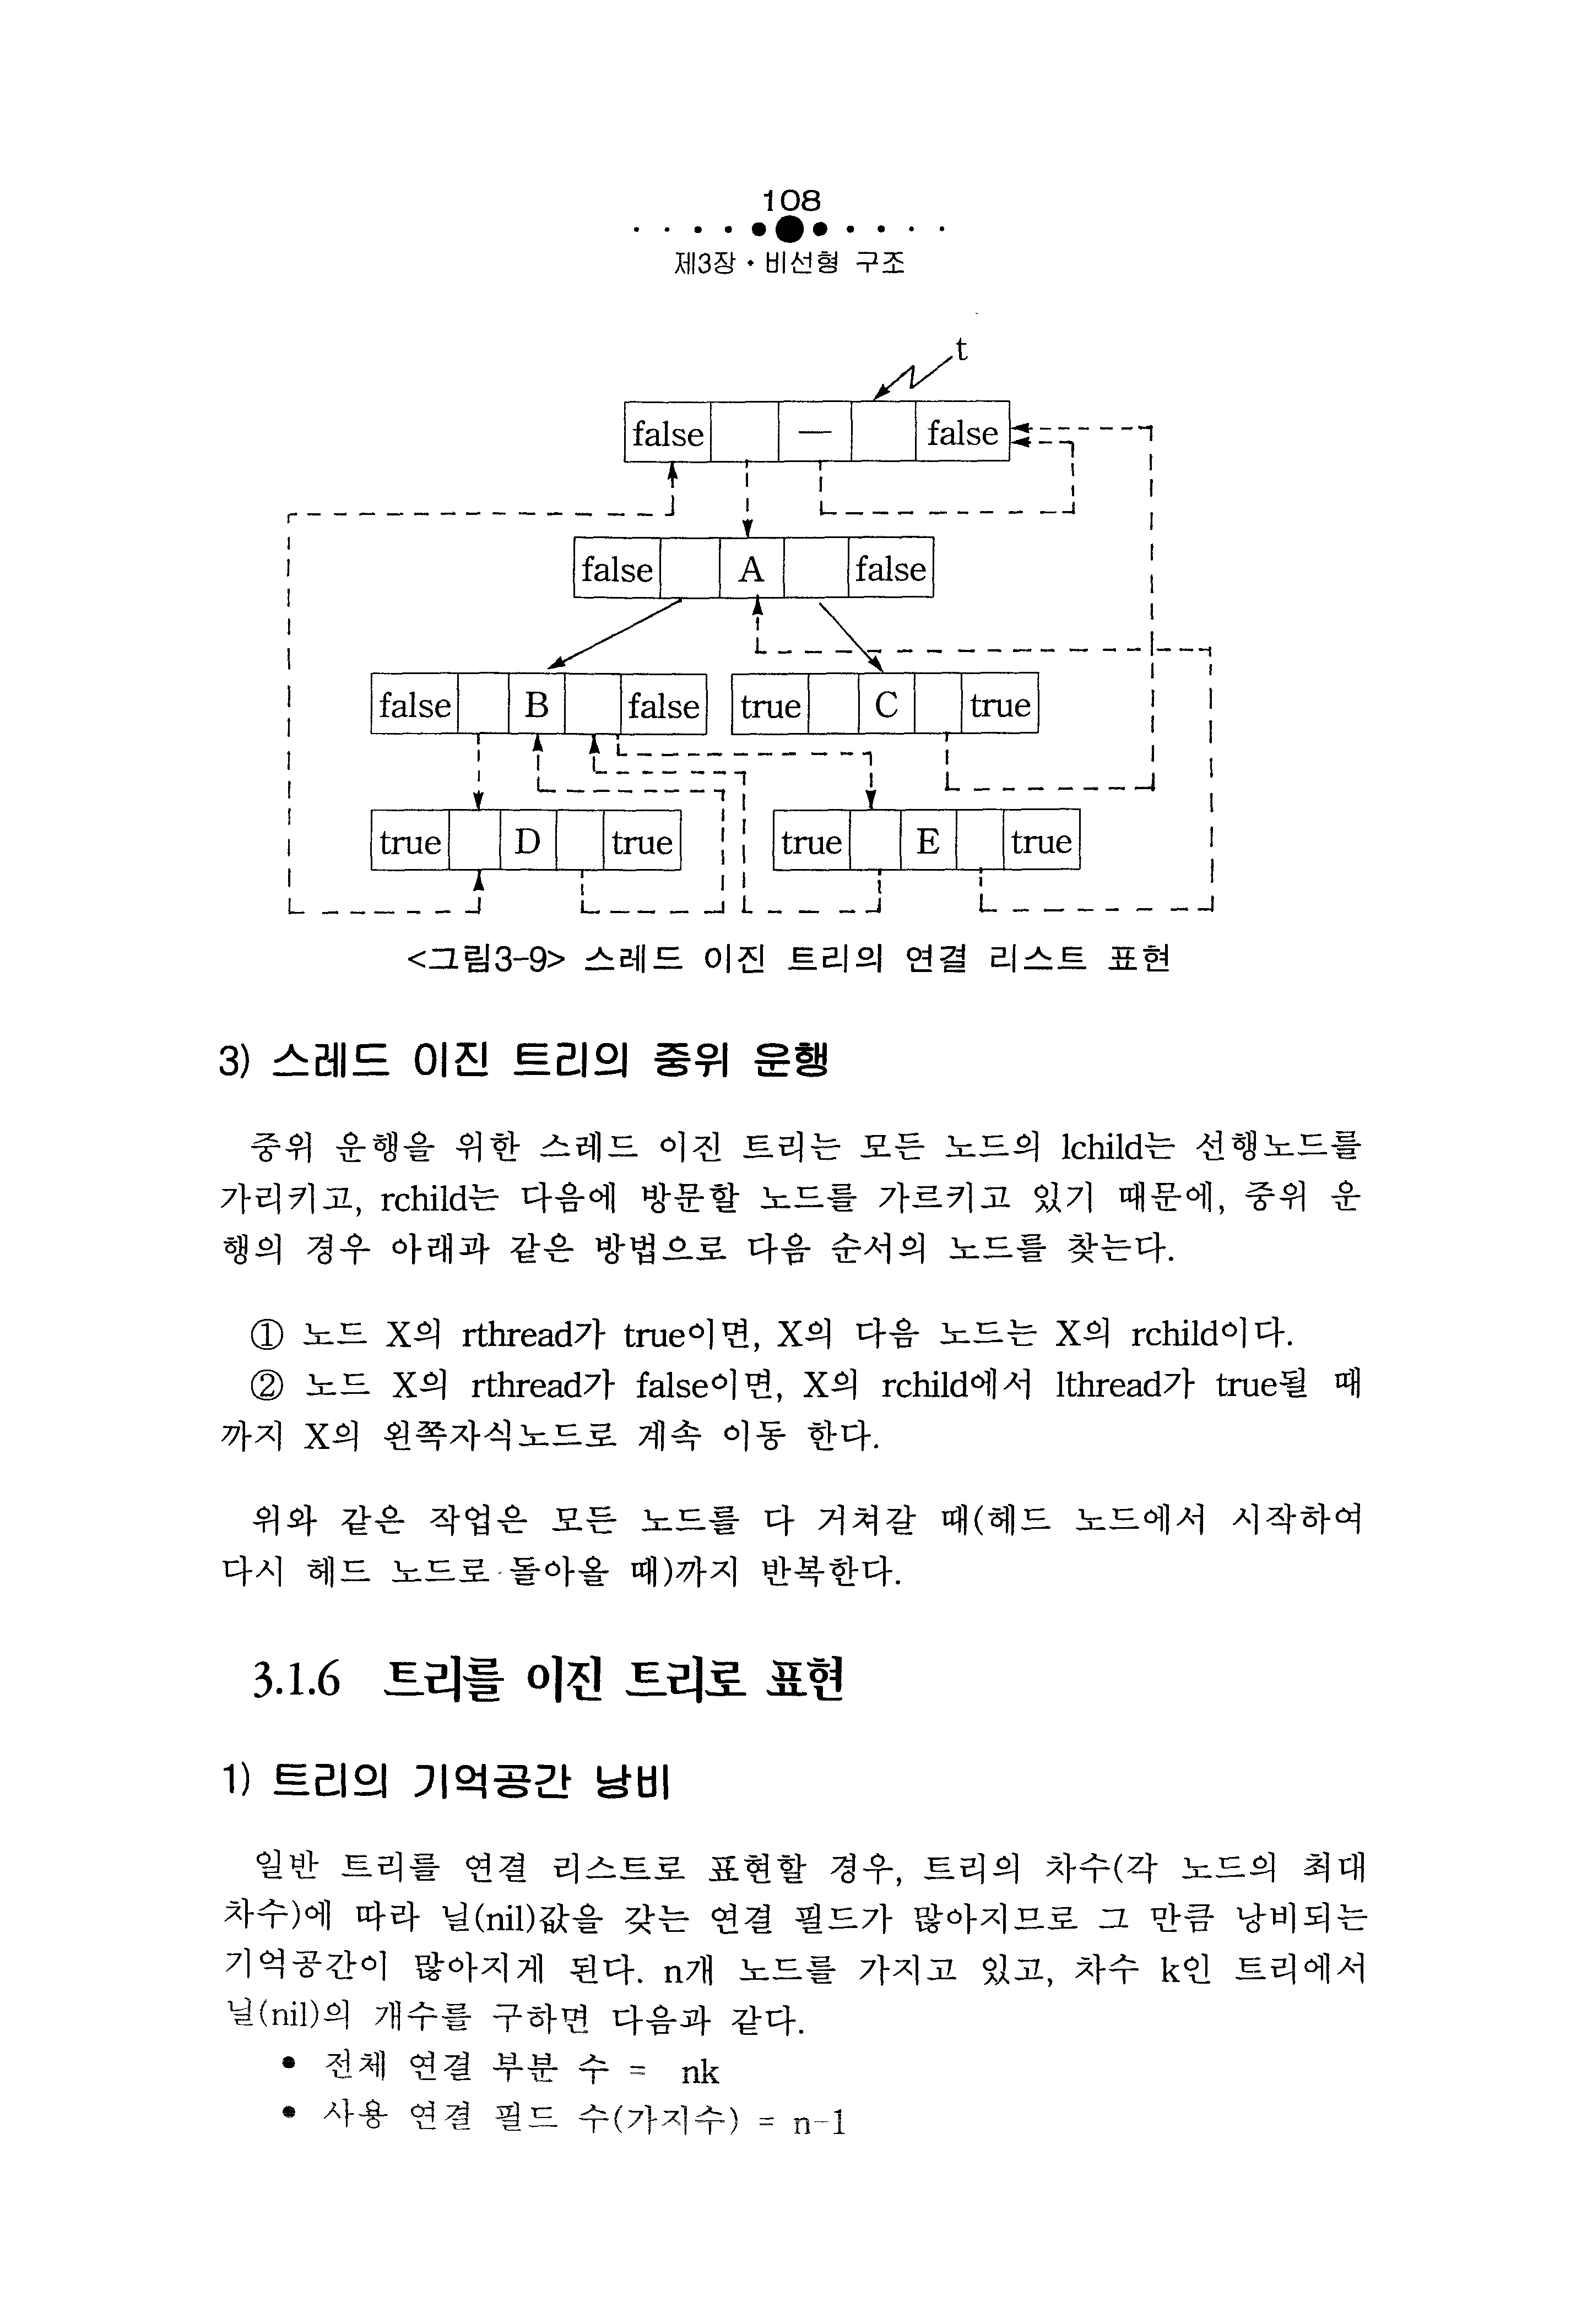 108
제3장 • 비선형 구조
t
false — false
false A false
false B false true C true
true D true true E true
<그림3-9> 스레드 이진 트리의 연결 리스트 표현
3) 스레드 이진 트리의 중위 운행
중위 운행을 위한 스레드 이진 트리는 모든 노드의 lchild는 선행노드를
가리키고, rchild는 다음에 방문할 노드를 가르키고 있기 때문에, 중위 운
행의 경우 아래과 같은 방법으로 다음 순서의 노드를 찾는다.
① 노드 X의 rthread가 true이면, X의 다음 노드는 X의 rchild이다.
② 노드 X의 rthread가 false이면, X의 rchild에서 lthread가 true될 때
까지 X의 왼쪽자식노드로 계속 이동 한다.
위와 같은 작업은 모든 노드를 다 거쳐갈 때(헤드 노드에서 시작하여
다시 헤드 노드로 돌아올 때)까지 반복한다.
3.1.6 트리를 이진 트리로 표현
1) 트리의 기억공간 낭비
일반 트리를 연결 리스트로 표현할 경우, 트리의 차수(각 노드의 최대
차수)에 따라 닐(nil)값을 갖는 연결 필드가 많아지므로 그 만큼 낭비되는
기억공간이 많아지게 된다. n개 노드를 가지고 있고, 차수 k인 트리에서
닐(nil)의 개수를 구하면 다음과 같다.
• 전체 연결 부분 수 = nk
• 사용 연결 필드 수(가지수) = n-1